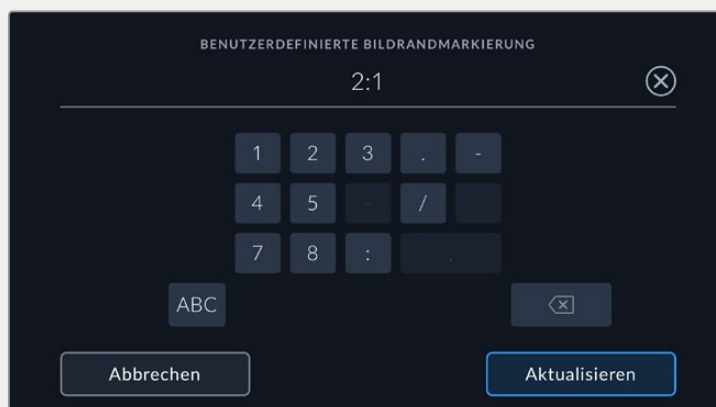 BENUTZERDEFINIERTE BILDRANDMARKIERUNG
2:1
1 2 3 . -
4 5 - /
7 8 : .
ABC
Abbrechen Aktualisieren